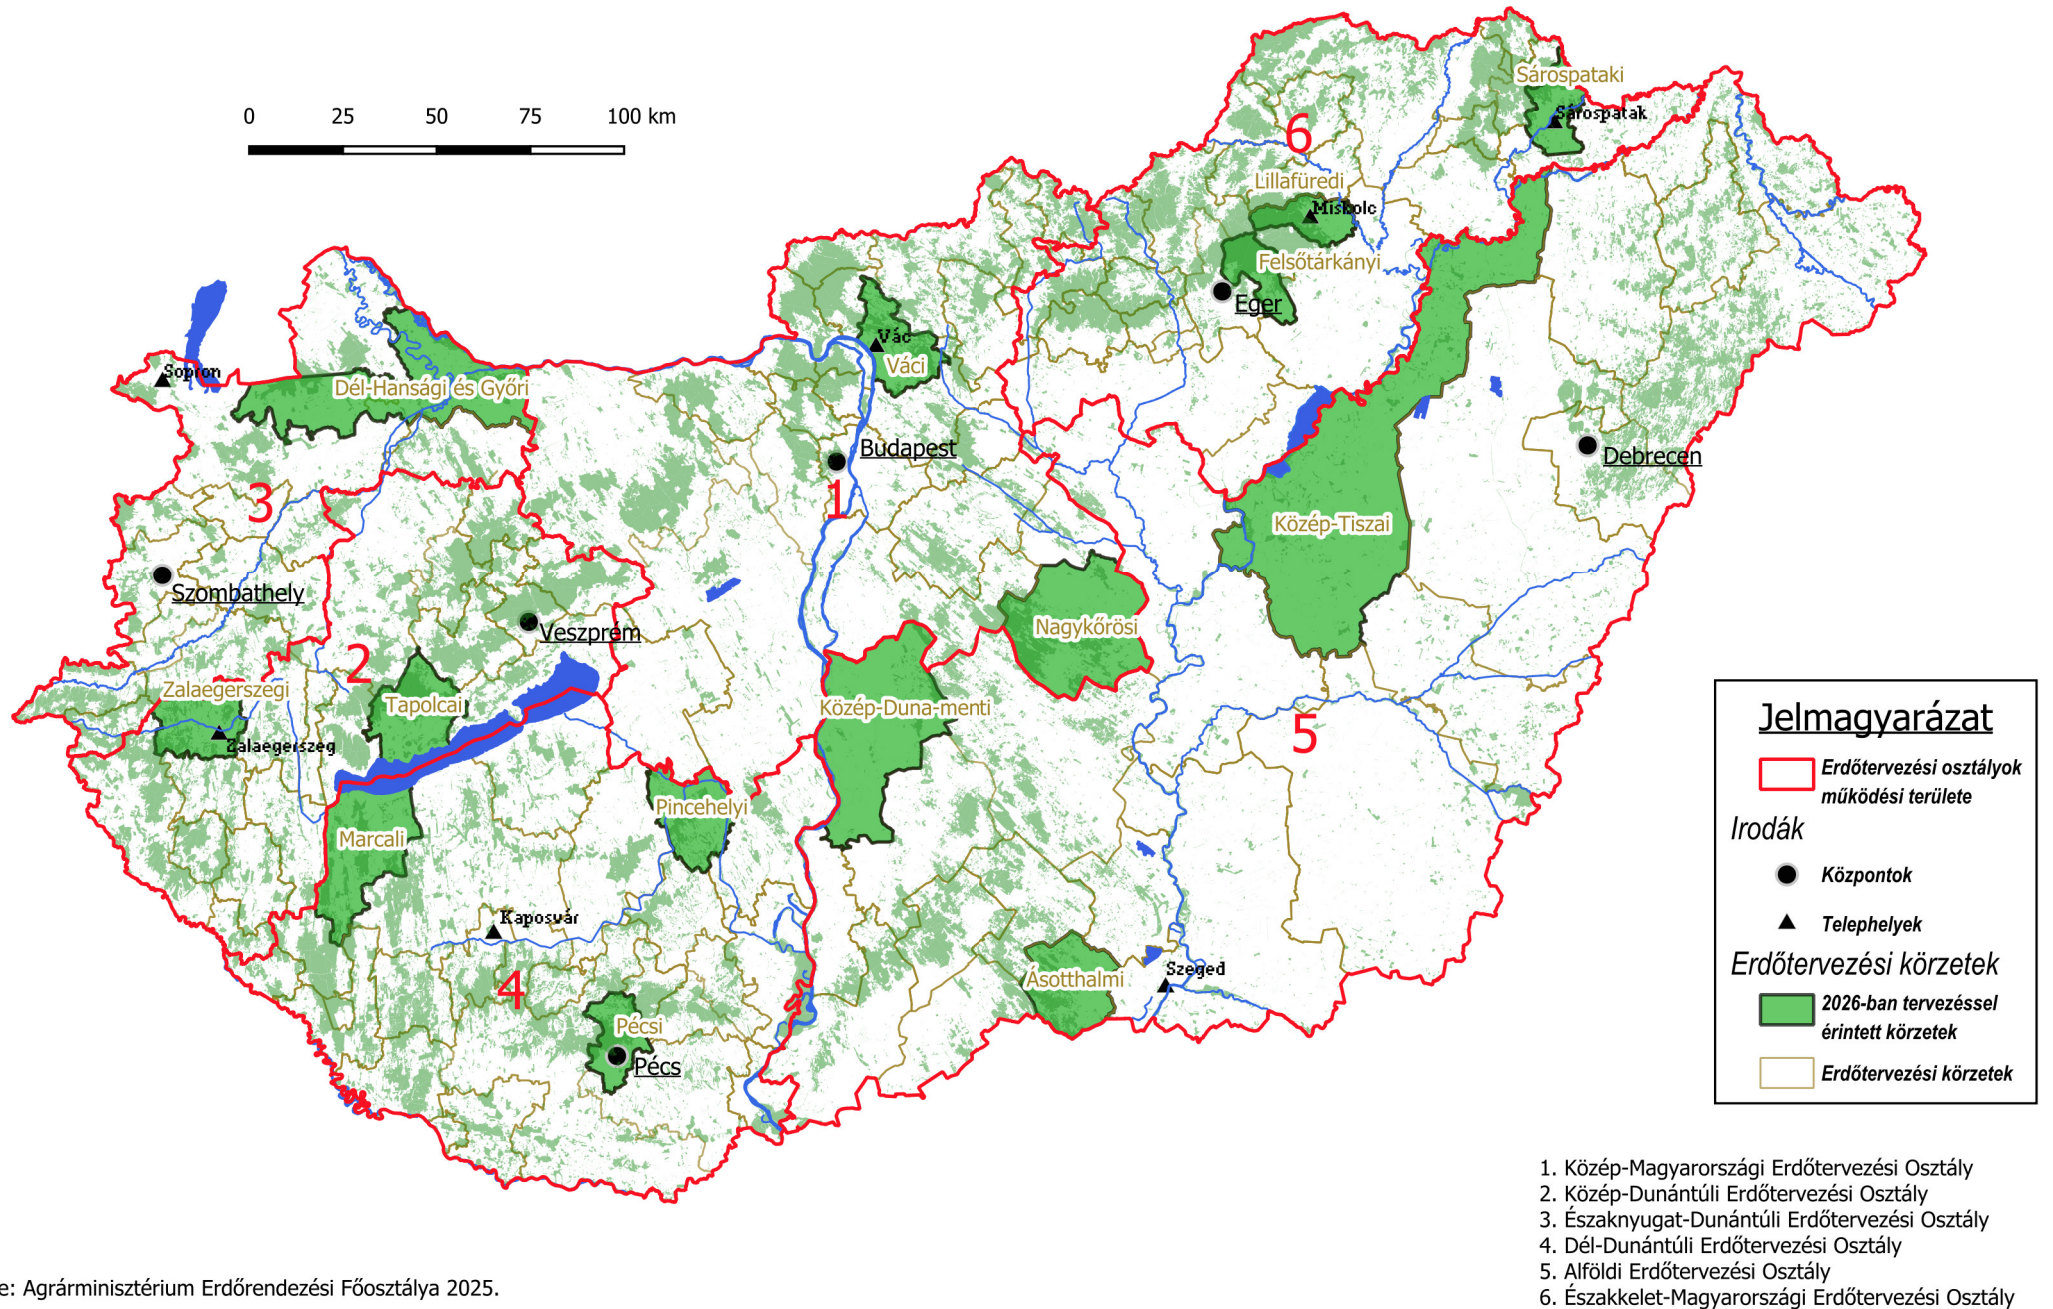 0 25 50 75 100 km
Sárospataki
Sárospatak
6
Lillafüredi
Miskolc
Felsőtárkányi
Eger
Vác
Váci
Sopron
Dél-Hansági és Győri
Budapest
Debrecen
3
1
Közép-Tiszai
Szombathely
Veszprém
Nagykőrösi
2
Zalaegerszegi
Tapolcai
Közép-Duna-menti
Zalaegerszeg
5
Pincehelyi
Marcali
Kaposvár
Szeged
Ásotthalmi
4
Pécsi
Pécs
Jelmagyarázat
Erdőtervezési osztályok
működési területe
Irodák
Központok
Telephelyek
Erdőtervezési körzetek
2026-ban tervezéssel
érintett körzetek
Erdőtervezési körzetek
1. Közép-Magyarországi Erdőtervezési Osztály
2. Közép-Dunántúli Erdőtervezési Osztály
3. Északnyugat-Dunántúli Erdőtervezési Osztály
4. Dél-Dunántúli Erdőtervezési Osztály
5. Alföldi Erdőtervezési Osztály
6. Északkelet-Magyarországi Erdőtervezési Osztály
e: Agrárminisztérium Erdőrendezési Főosztálya 2025.